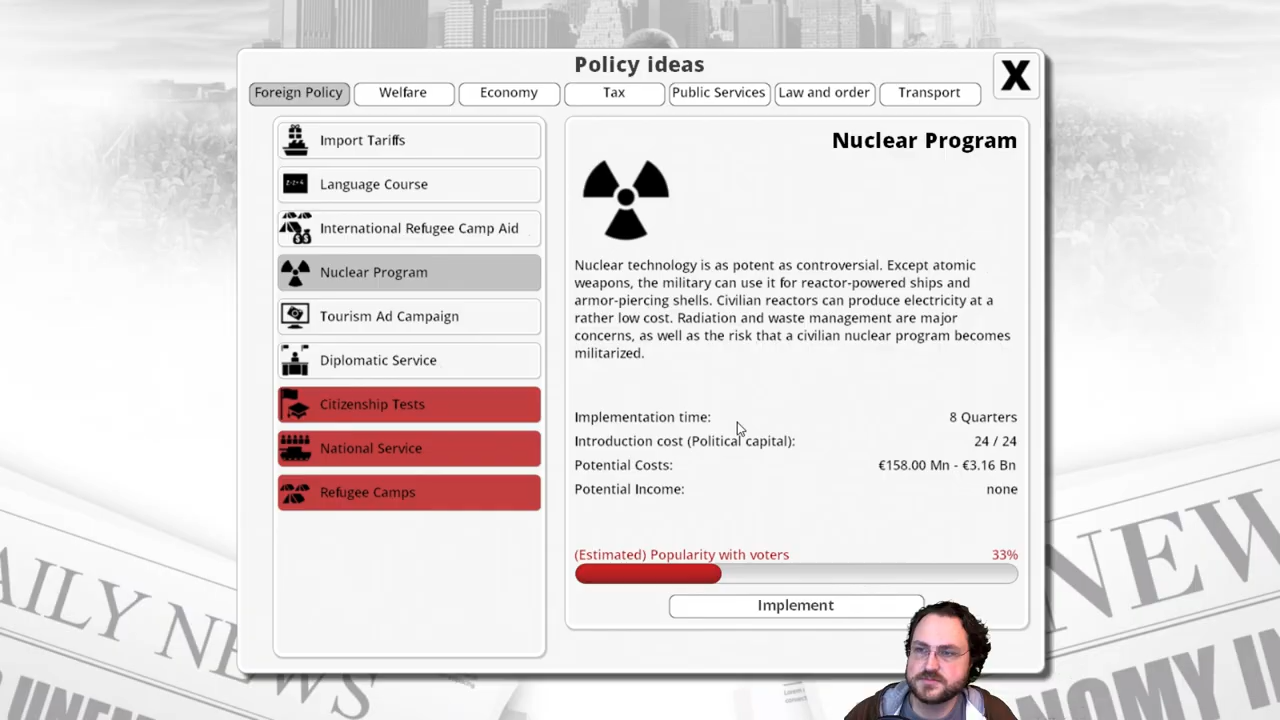 Policy ideas
X
Foreign Policy
Welfare
Economy
Tax
Public Services
Law and order
Transport
Import Tariffs
Language Course
International Refugee Camp Aid
Nuclear Program
Tourism Ad Campaign
Diplomatic Service
Citizenship Tests
National Service
Refugee Camps
Nuclear Program
Nuclear technology is as potent as controversial. Except atomic
weapons, the military can use it for reactor-powered ships and
armor-piercing shells. Civilian reactors can produce electricity at a
rather low cost. Radiation and waste management are major
concerns, as well as the risk that a civilian nuclear program becomes
militarized.
Implementation time: 8 Quarters
Introduction cost (Political capital): 24 / 24
Potential Costs: €158.00 Mn - €3.16 Bn
Potential Income: none
(Estimated) Popularity with voters 33%
Implement
AILY NEWS
NEW
ONOMY IN